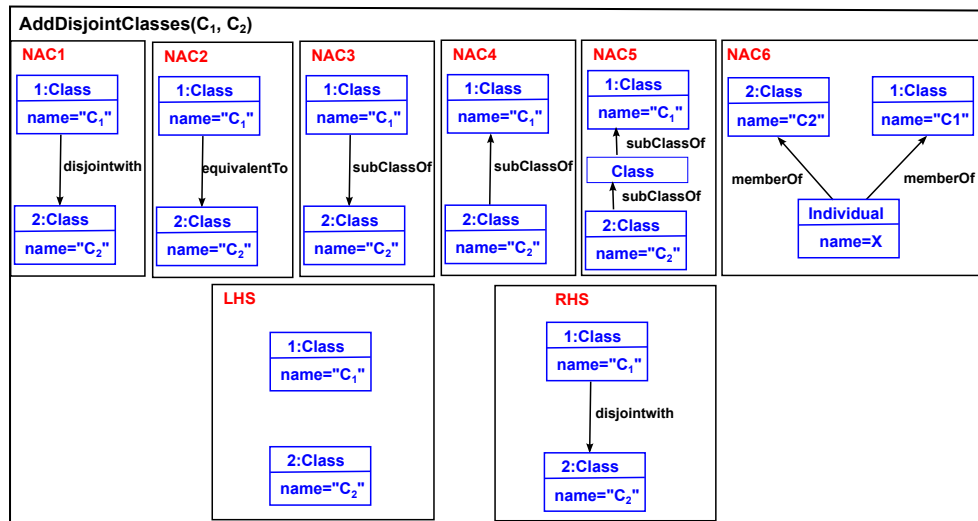 AddDisjointClasses(C₁, C₂)
NAC1
1:Class
name="C₁"
disjointwith
2:Class
name="C₂"
NAC2
1:Class
name="C₁"
equivalentTo
2:Class
name="C₂"
NAC3
1:Class
name="C₁"
subClassOf
2:Class
name="C₂"
NAC4
1:Class
name="C₁"
subClassOf
2:Class
name="C₂"
NAC5
1:Class
name="C₁"
subClassOf
Class
subClassOf
2:Class
name="C₂"
NAC6
2:Class
name="C2"
1:Class
name="C1"
memberOf
memberOf
Individual
name=X
LHS
1:Class
name="C₁"
2:Class
name="C₂"
RHS
1:Class
name="C₁"
disjointwith
2:Class
name="C₂"